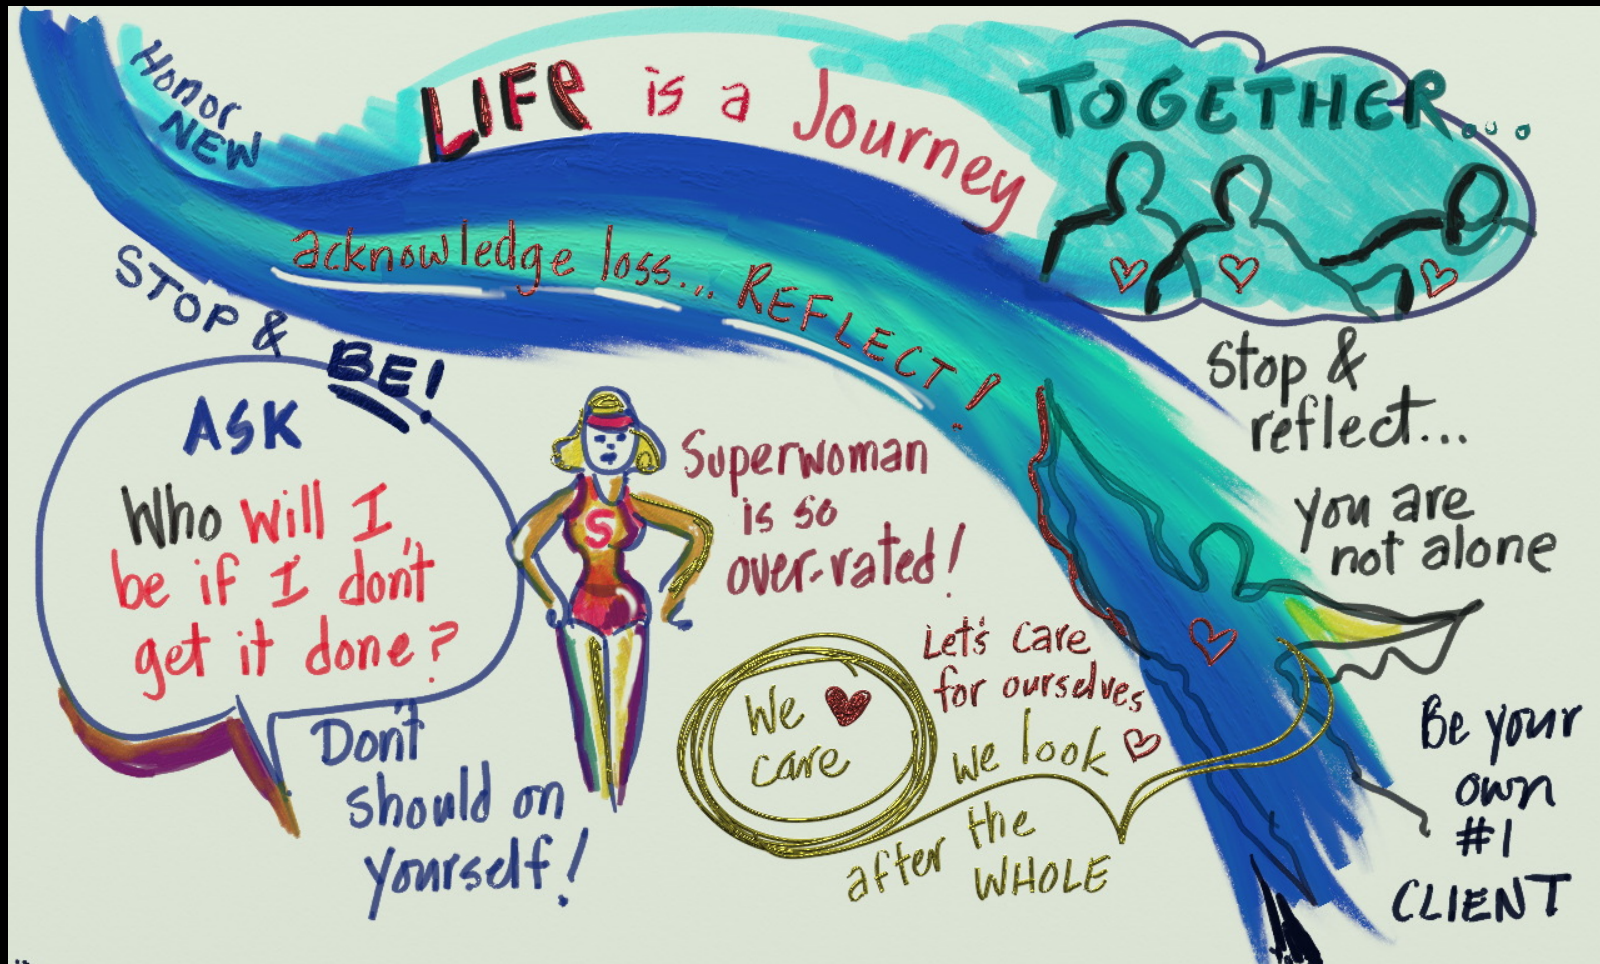 Honor
NEW
LIFE is a Journey
TOGETHER...
acknowledge loss... REFLECT!
STOP & BE!
ASK
Who will I
be if I don't
get it done?
Don't
should on
yourself!
S
Superwoman
is so
over-rated!
We
care
Let's care
for ourselves
we look
after the
WHOLE
Stop &
reflect...
you are
not alone
Be your
own
#1
CLIENT